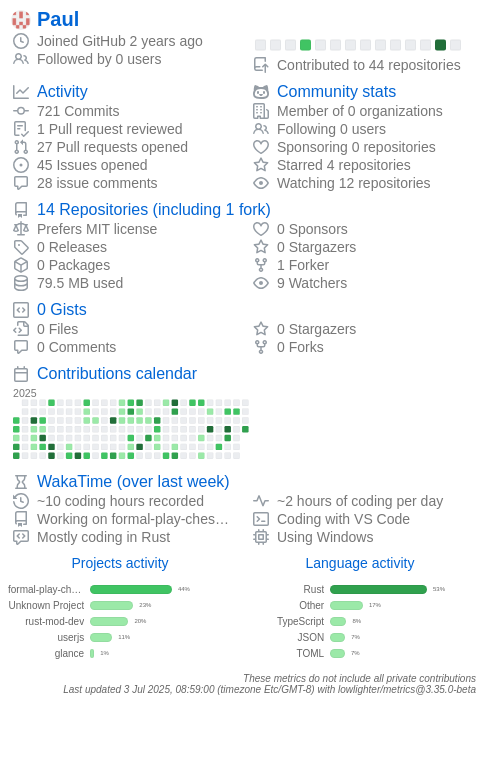 Paul
Joined GitHub 2 years ago
Followed by 0 users
Contributed to 44 repositories
Activity
721 Commits
1 Pull request reviewed
27 Pull requests opened
45 Issues opened
28 issue comments
Community stats
Member of 0 organizations
Following 0 users
Sponsoring 0 repositories
Starred 4 repositories
Watching 12 repositories
14 Repositories (including 1 fork)
Prefers MIT license
0 Releases
0 Packages
79.5 MB used
0 Sponsors
0 Stargazers
1 Forker
9 Watchers
0 Gists
0 Files
0 Comments
0 Stargazers
0 Forks
Contributions calendar
2025
WakaTime (over last week)
~10 hours recorded
Working on formal-play-ches…
Mostly coding in Rust
~2 hours of coding per day
Coding with VS Code
Using Windows
Projects activity
formal-play-ch… 44%
Unknown Project 23%
rust-mod-dev 20%
userjs 11%
glance 1%
Language activity
Rust 53%
Other 17%
TypeScript 8%
JSON 7%
TOML 7%
These metrics do not include all private contributions
Last updated 3 Jul 2025, 08:59:00 (timezone Etc/GMT-8) with lowlighter/metrics@3.35.0-beta